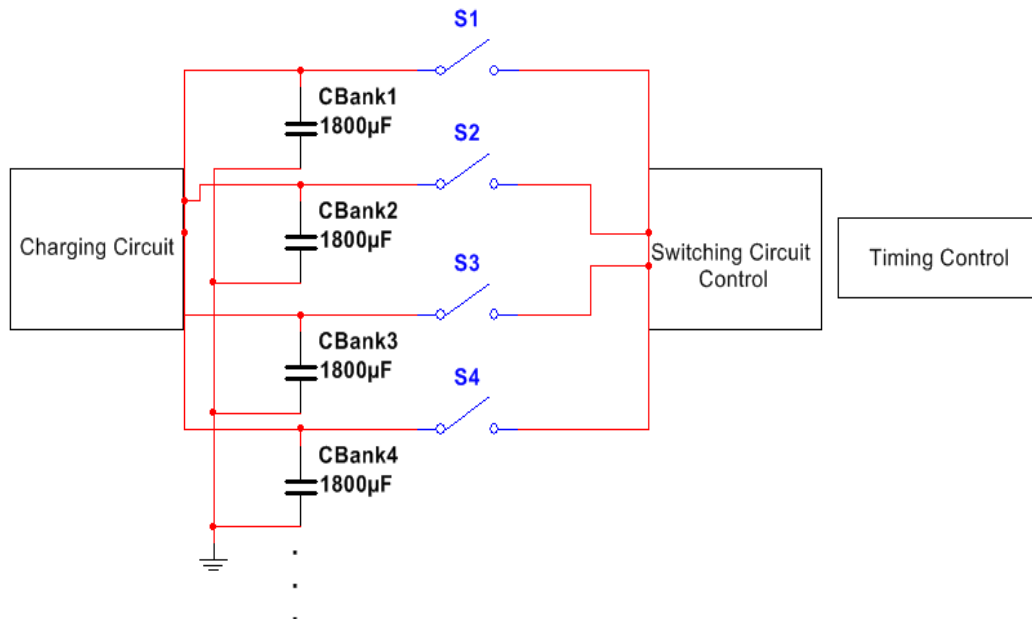 S1
CBank1
1800µF
S2
CBank2
1800µF
Charging Circuit
Switching Circuit
Control
Timing Control
S3
CBank3
1800µF
S4
CBank4
1800µF